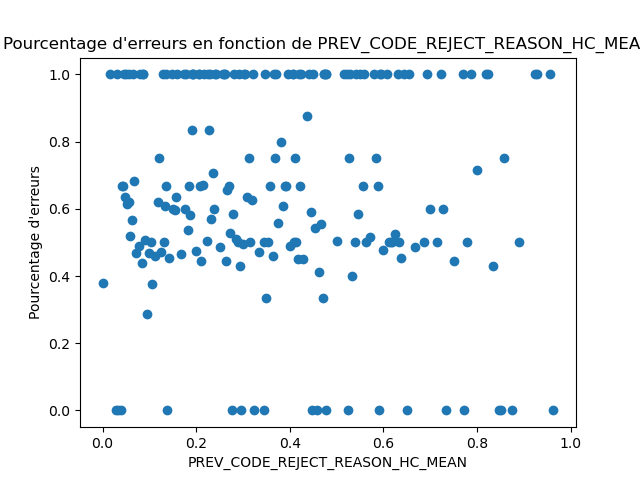 Pourcentage d'erreurs en fonction de PREV_CODE_REJECT_REASON_HC_MEA
1.0
0.8
0.6
0.4
0.2
0.0
Pourcentage d'erreurs
0.0 0.2 0.4 0.6 0.8 1.0
PREV_CODE_REJECT_REASON_HC_MEAN